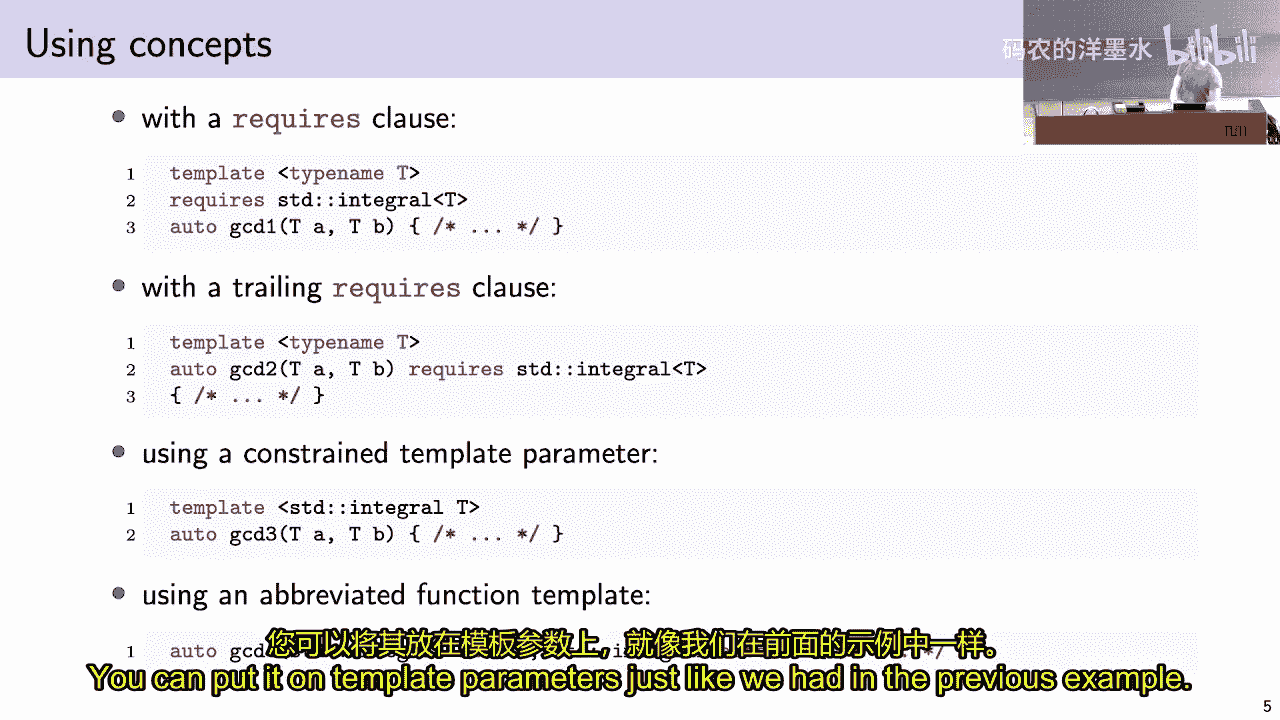 Using concepts
码农的洋墨水 bilibili
• with a requires clause:
1 template <typename T>
2 requires std::integral<T>
3 auto gcd1(T a, T b) { /* ... */ }
• with a trailing requires clause:
1 template <typename T>
2 auto gcd2(T a, T b) requires std::integral<T>
3 { /* ... */ }
• using a constrained template parameter:
1 template <std::integral T>
2 auto gcd3(T a, T b) { /* ... */ }
• using an abbreviated function template:
1 auto
您可以将其放在模板参数上，就像我们在前面的示例中一样。
You can put it on template parameters just like we had in the previous example.
5